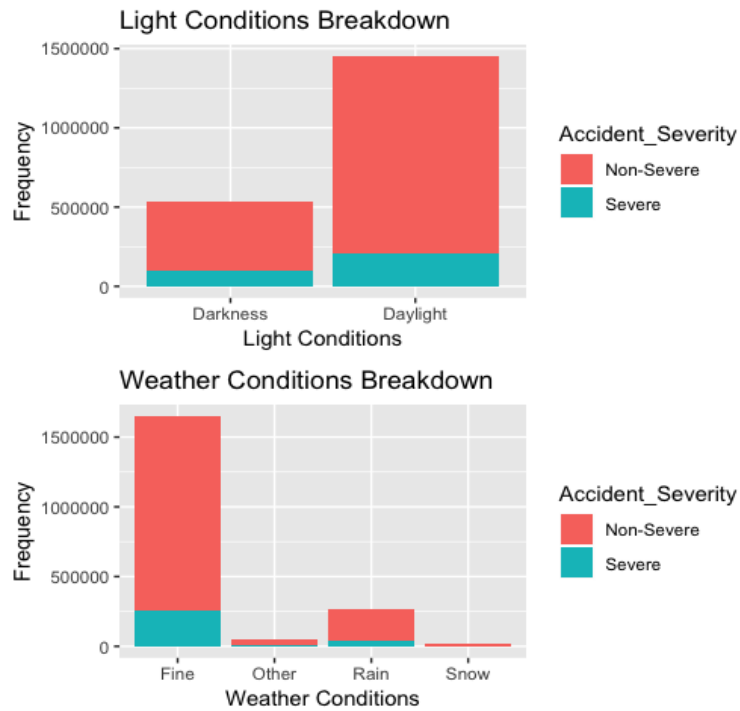 Light Conditions Breakdown
1500000
1000000
500000
0
Frequency
Darkness Daylight
Light Conditions
Accident_Severity
Non-Severe
Severe
Weather Conditions Breakdown
1500000
1000000
500000
0
Frequency
Fine Other Rain Snow
Weather Conditions
Accident_Severity
Non-Severe
Severe